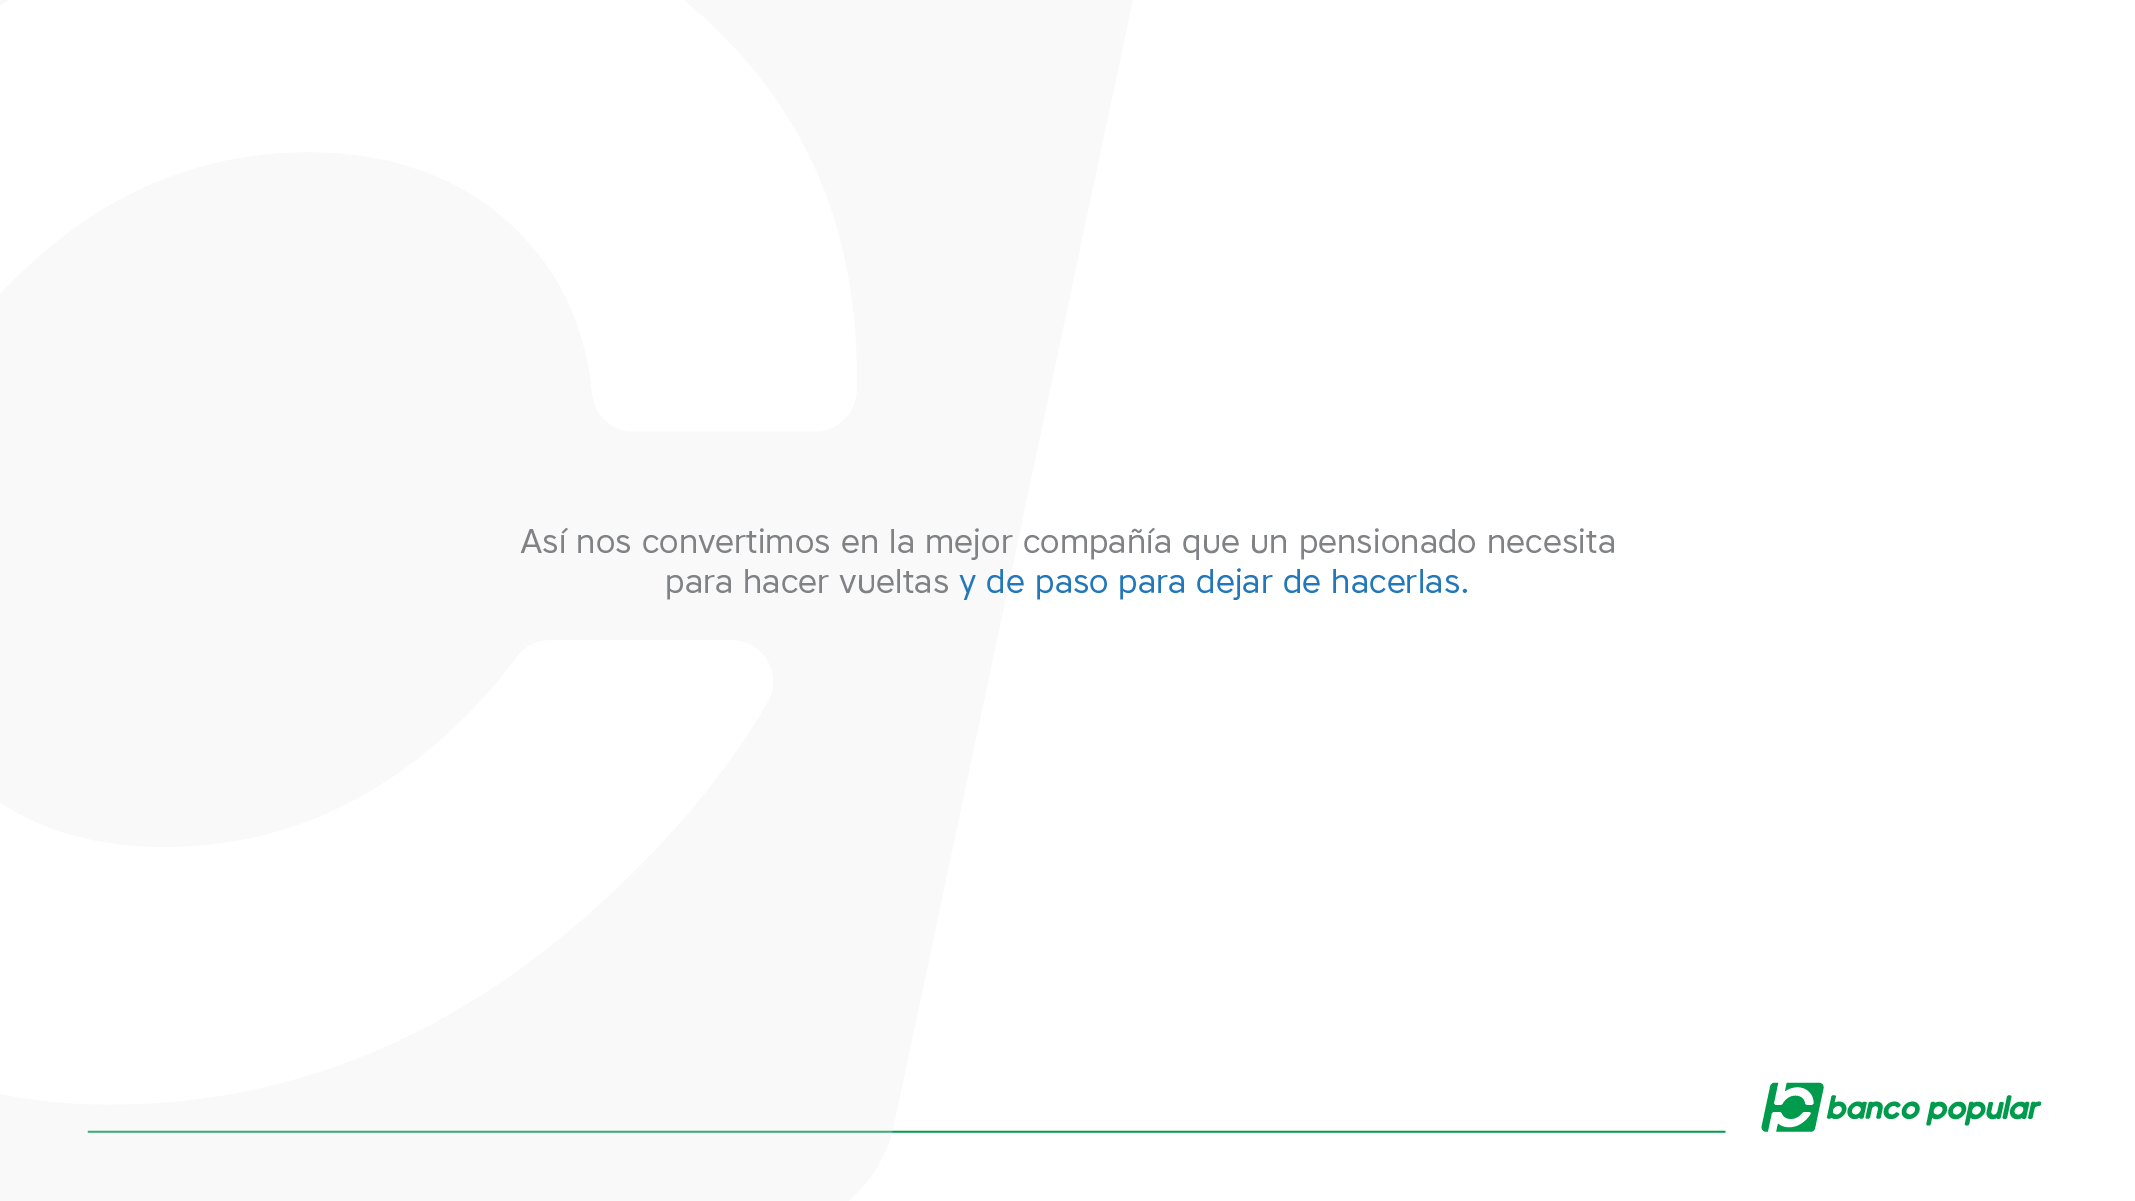 Así nos convertimos en la mejor compañía que un pensionado necesita
para hacer vueltas y de paso para dejar de hacerlas.
banco popular